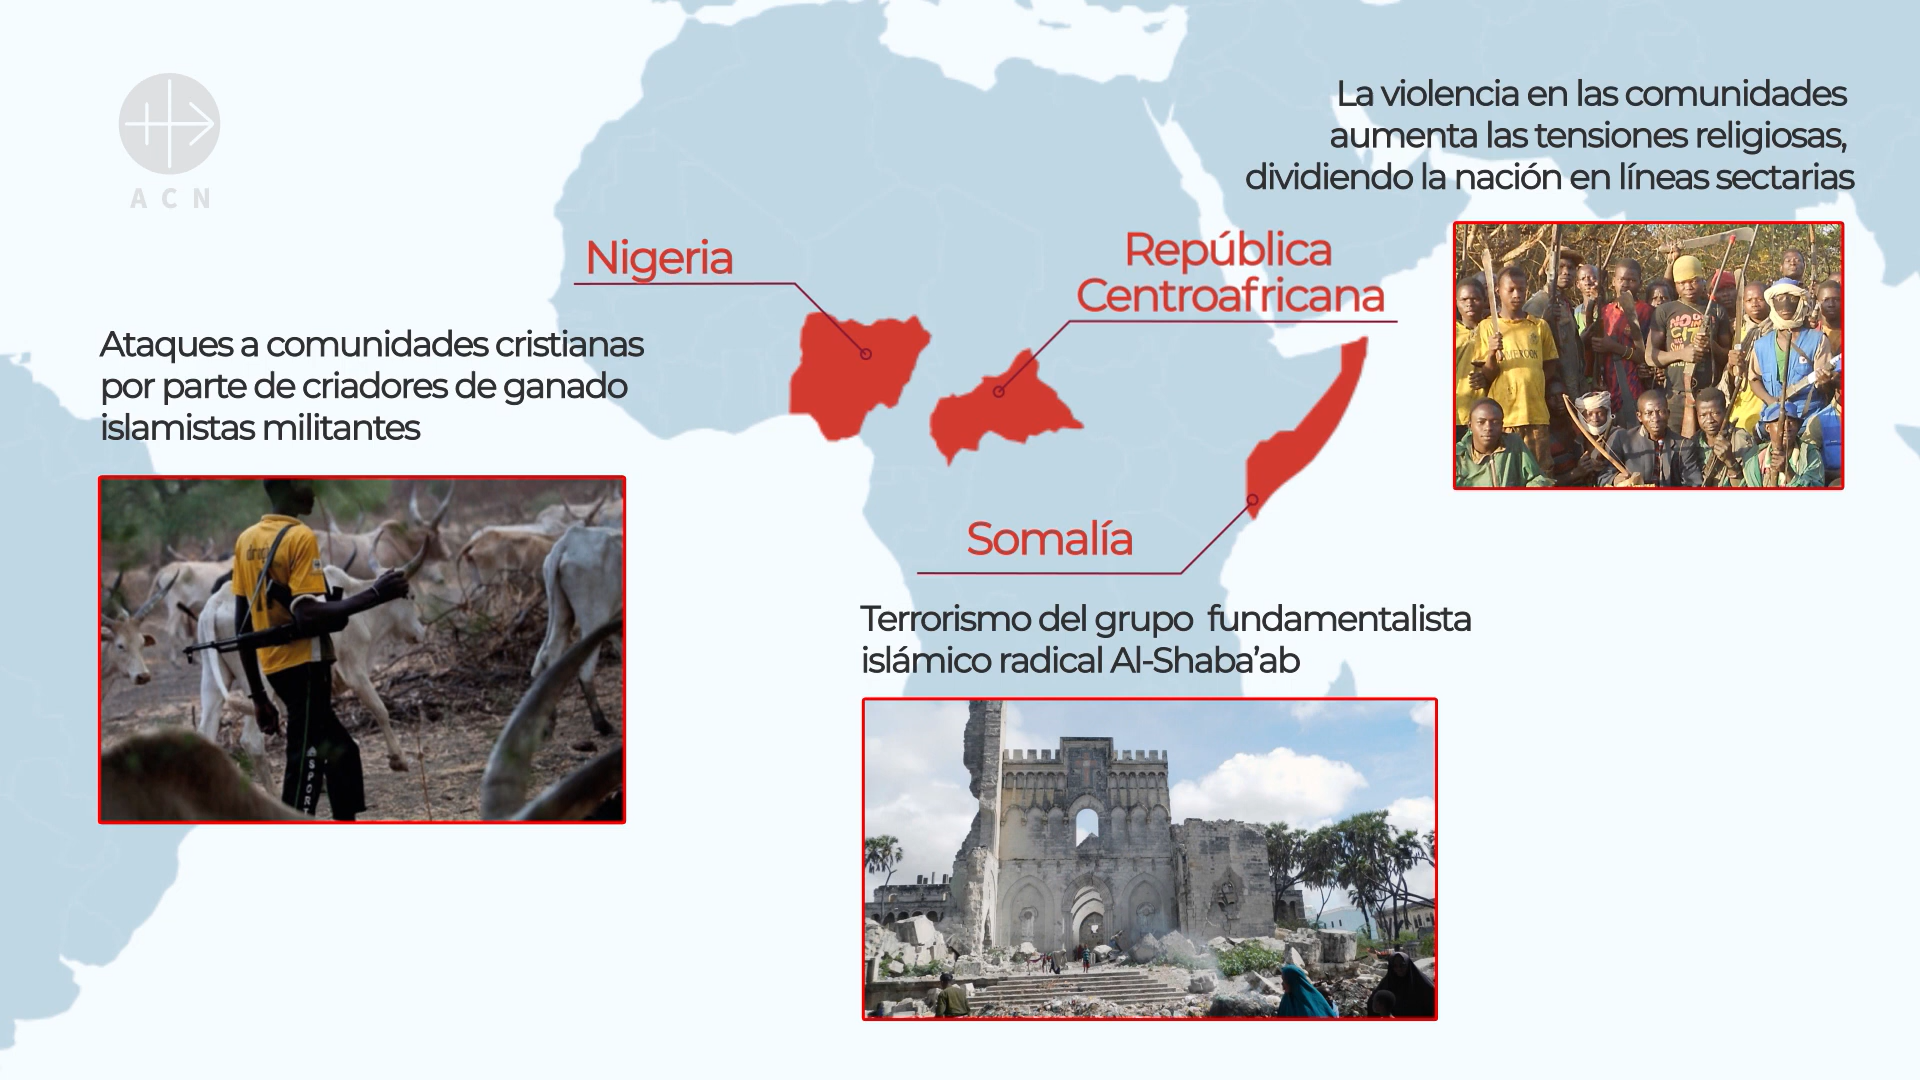 ACN
La violencia en las comunidades
aumenta las tensiones religiosas,
dividiendo la nación en líneas sectarias
Nigeria
República
Centroafricana
Ataques a comunidades cristianas
por parte de criadores de ganado
islamistas militantes
Somalía
Terrorismo del grupo fundamentalista
islámico radical Al-Shaba’ab